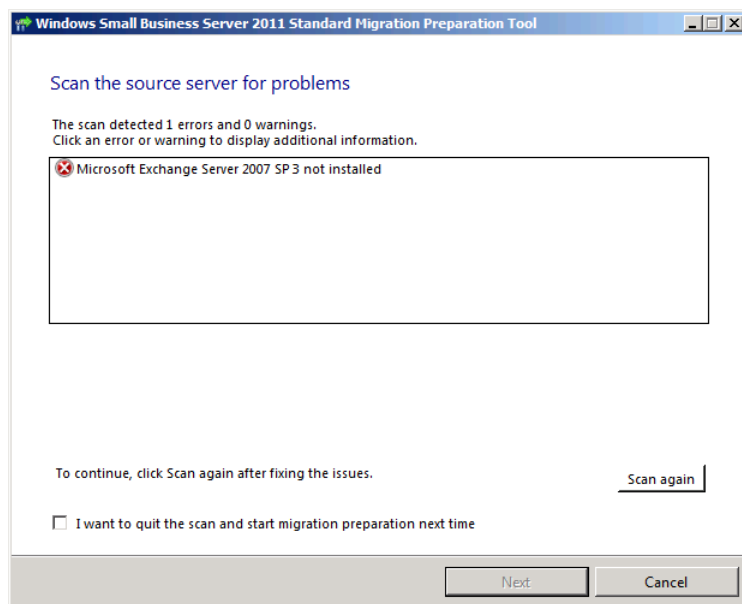 Windows Small Business Server 2011 Standard Migration Preparation Tool
Scan the source server for problems
The scan detected 1 errors and 0 warnings.
Click an error or warning to display additional information.
Microsoft Exchange Server 2007 SP3 not installed
To continue, click Scan again after fixing the issues.
Scan again
I want to quit the scan and start migration preparation next time
Next
Cancel